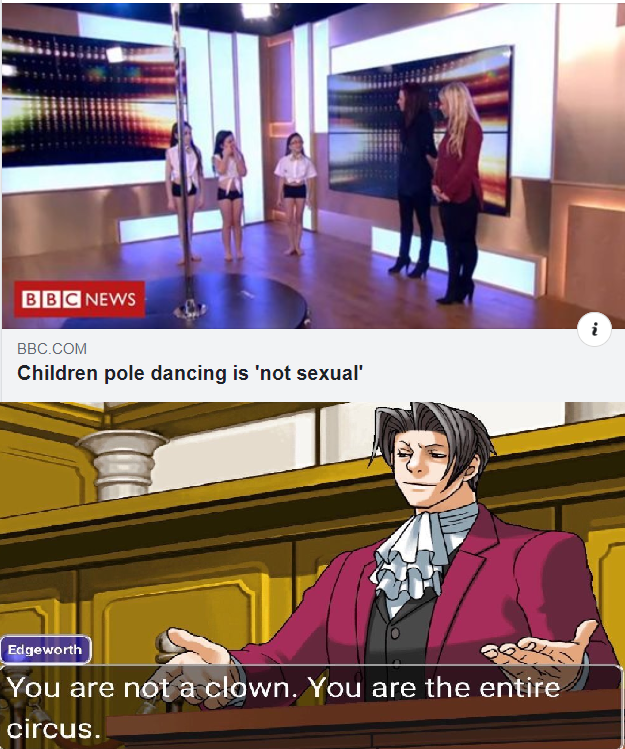 BBC NEWS
BBC.COM
Children pole dancing is 'not sexual'
Edgeworth
You are not a clown. You are the entire
circus.